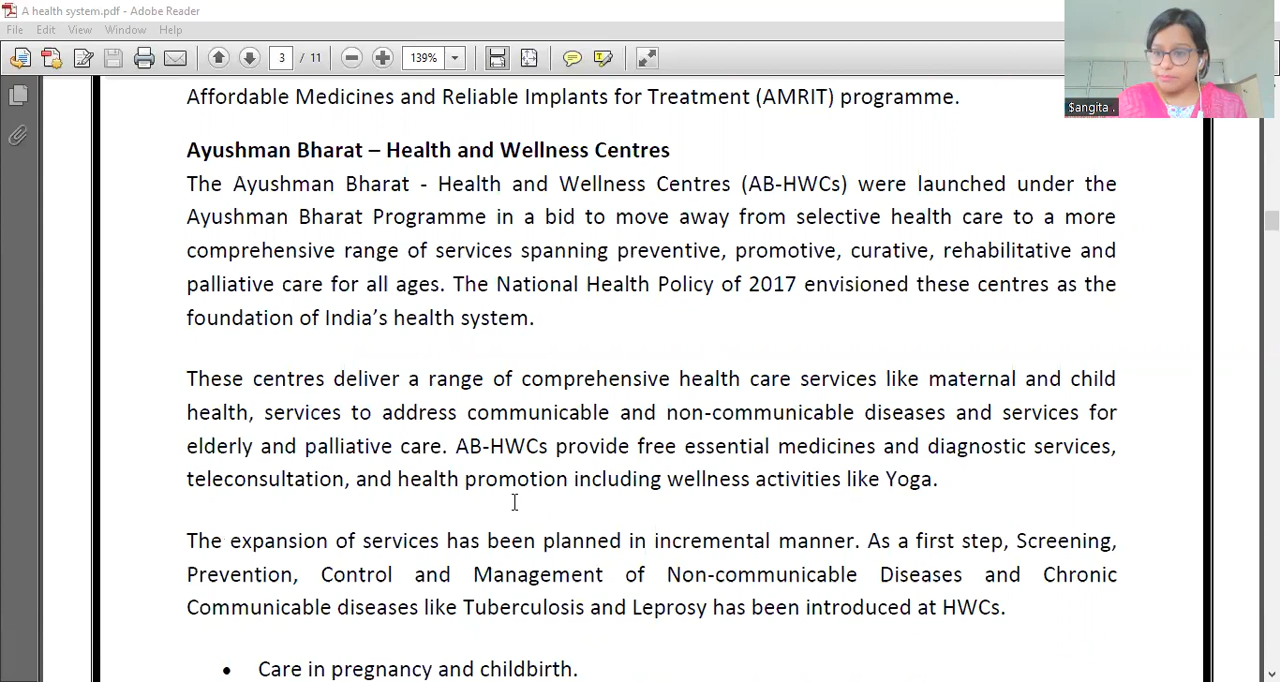 A health system.pdf - Adobe Reader
File Edit View Window Help
3 / 11 139%
Sangita .
Affordable Medicines and Reliable Implants for Treatment (AMRIT) programme.
Ayushman Bharat – Health and Wellness Centres
The Ayushman Bharat - Health and Wellness Centres (AB-HWCs) were launched under the
Ayushman Bharat Programme in a bid to move away from selective health care to a more
comprehensive range of services spanning preventive, promotive, curative, rehabilitative and
palliative care for all ages. The National Health Policy of 2017 envisioned these centres as the
foundation of India’s health system.
These centres deliver a range of comprehensive health care services like maternal and child
health, services to address communicable and non-communicable diseases and services for
elderly and palliative care. AB-HWCs provide free essential medicines and diagnostic services,
teleconsultation, and health promotion including wellness activities like Yoga.
The expansion of services has been planned in incremental manner. As a first step, Screening,
Prevention, Control and Management of Non-communicable Diseases and Chronic
Communicable diseases like Tuberculosis and Leprosy has been introduced at HWCs.
• Care in pregnancy and childbirth.